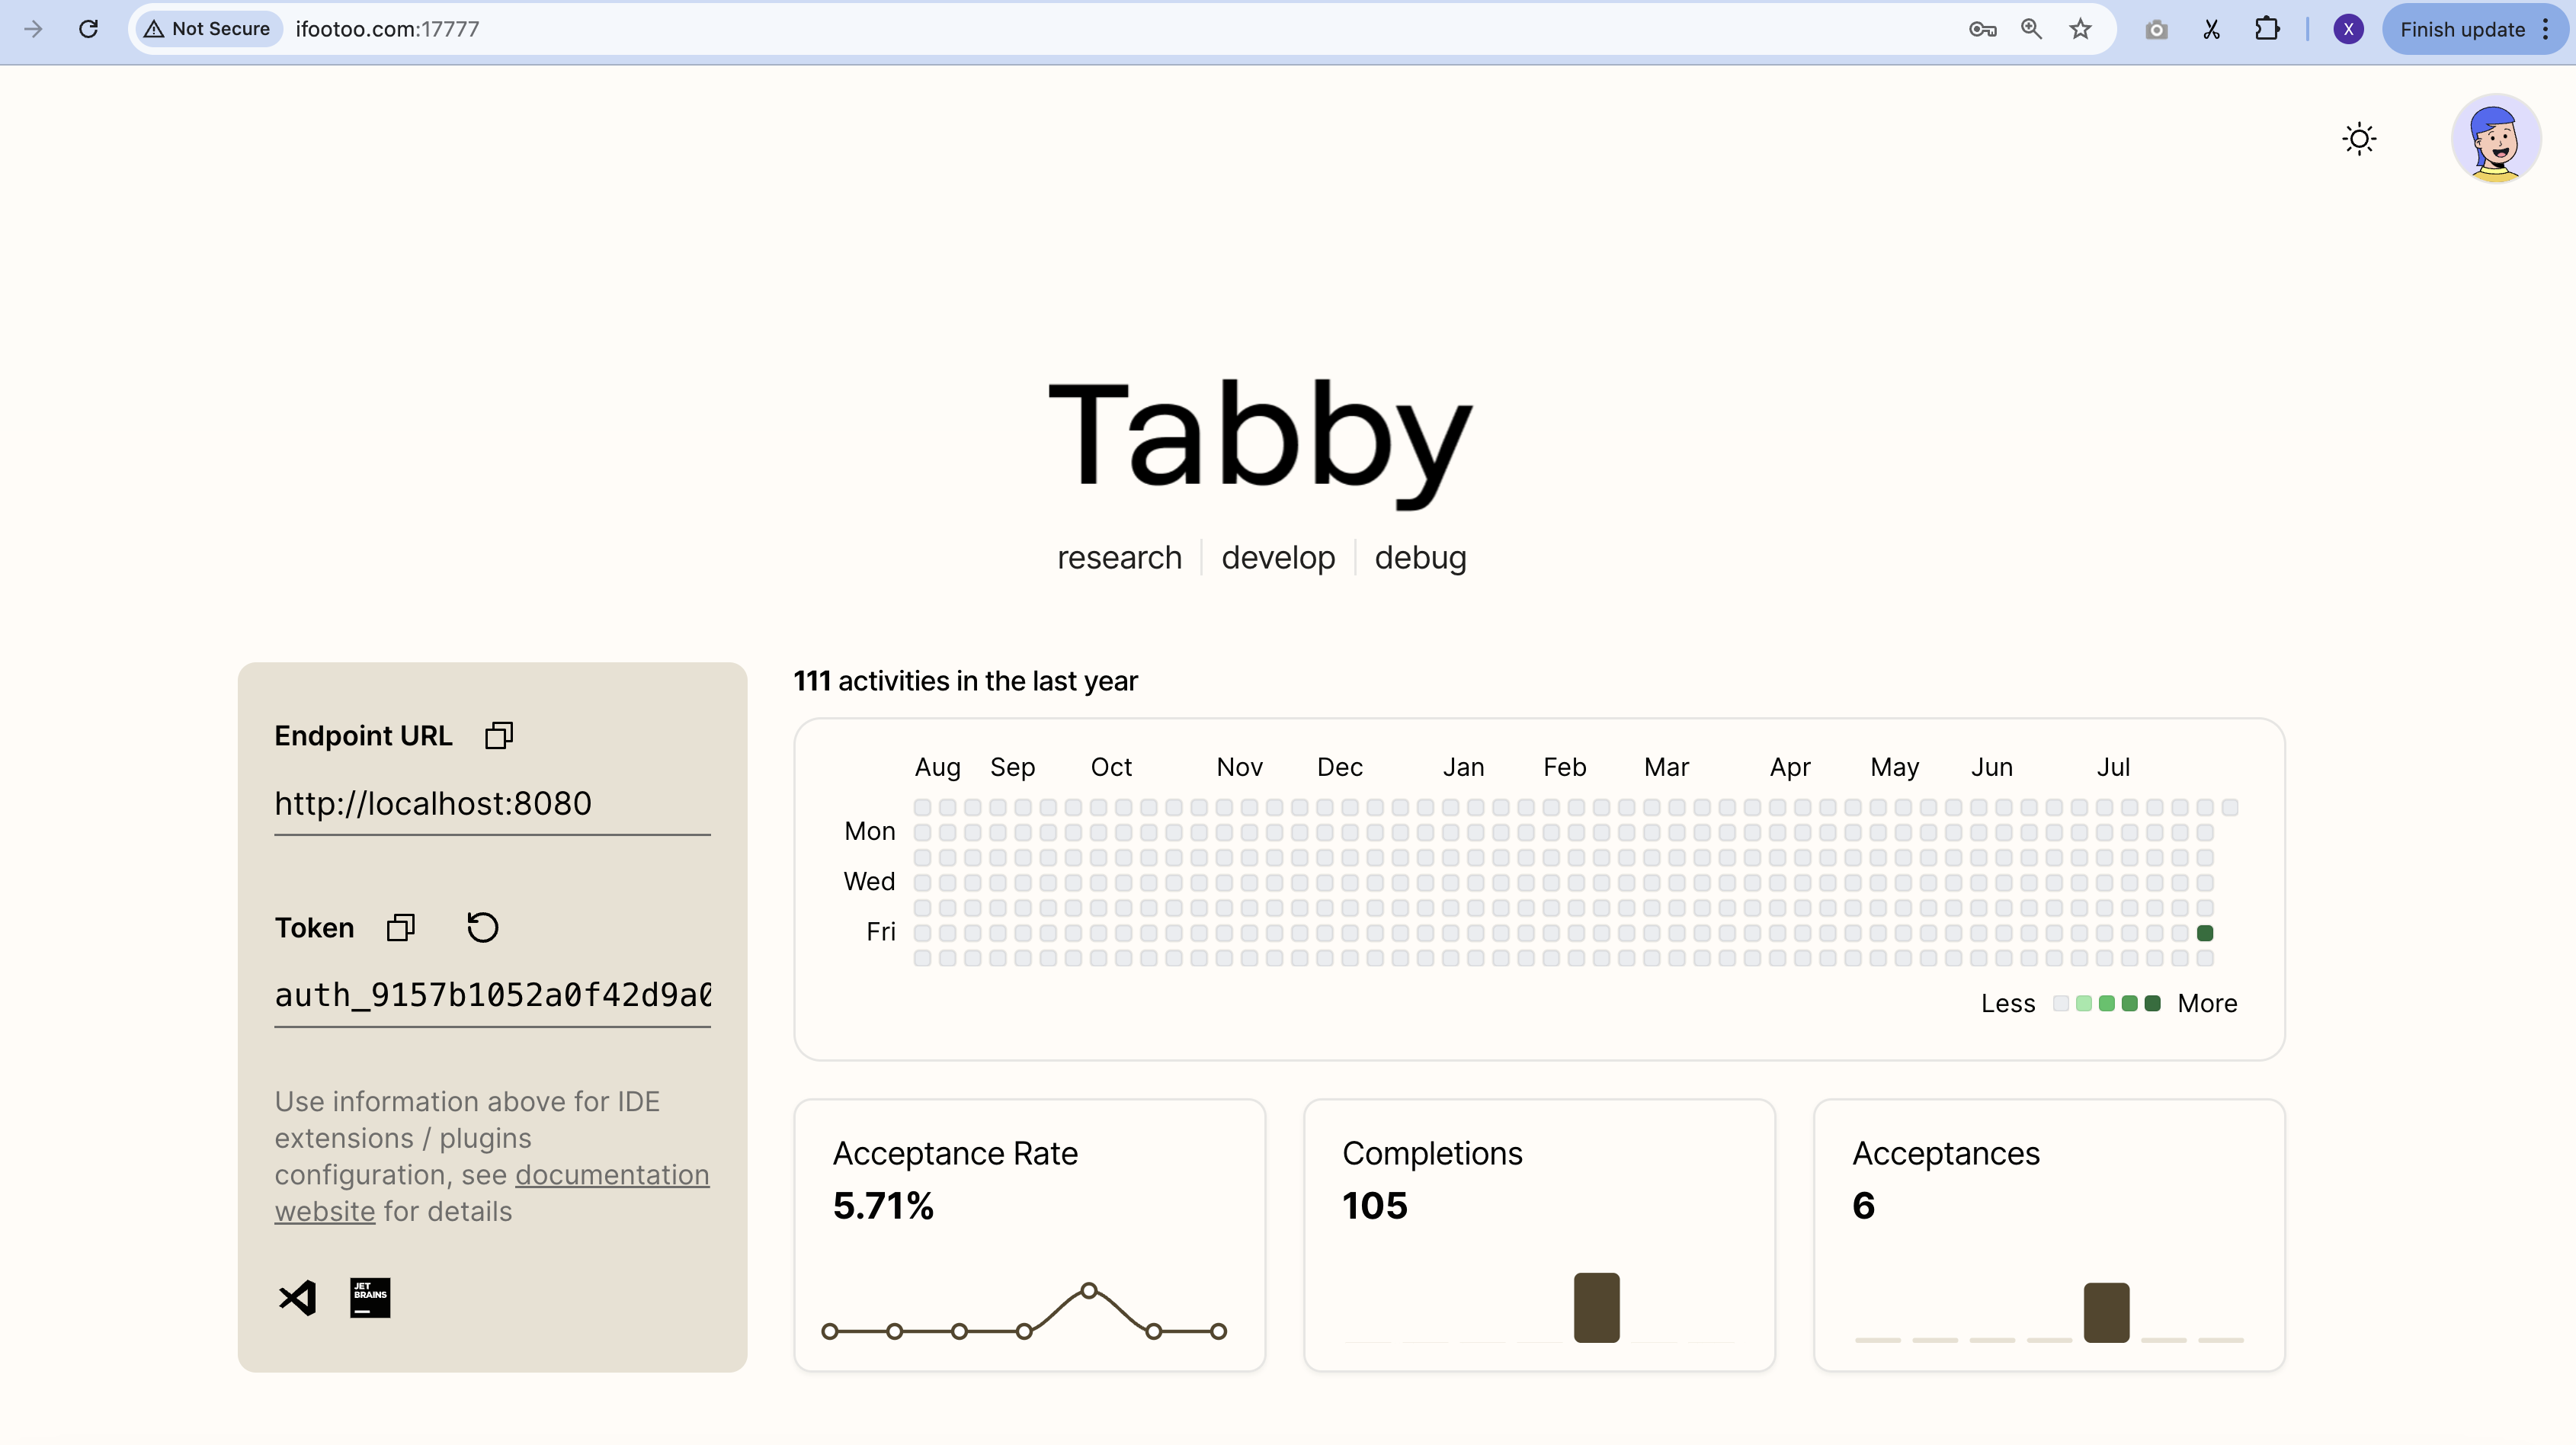 Not Secure ifootoo.com:17777 X Finish update
Tabby
research develop debug
Endpoint URL
http://localhost:8080
Token
auth_9157b1052a0f42d9a0
Use information above for IDE
extensions / plugins
configuration, see documentation
website for details
JET
BRAINS
111 activities in the last year
Aug Sep Oct Nov Dec Jan Feb Mar Apr May Jun Jul
Mon
Wed
Fri
Less More
Acceptance Rate
5.71%
Completions
105
Acceptances
6